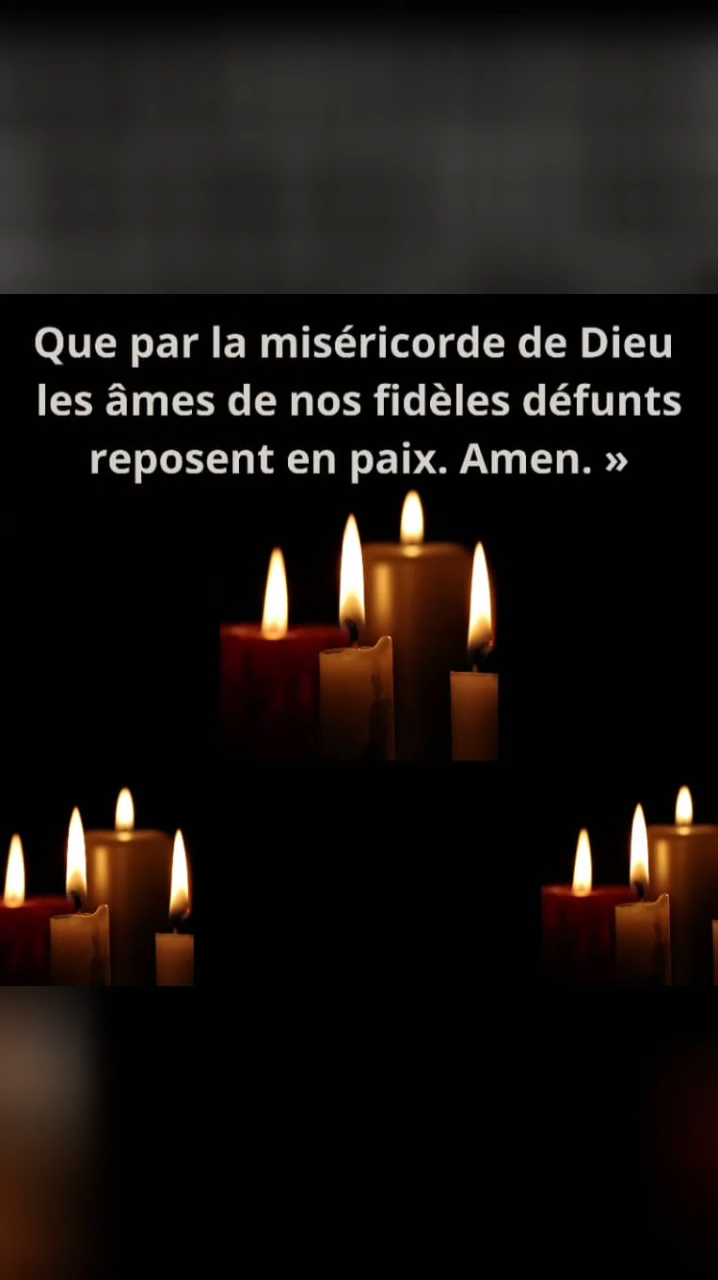 Que par la miséricorde de Dieu
les âmes de nos fidèles défunts
reposent en paix. Amen. »